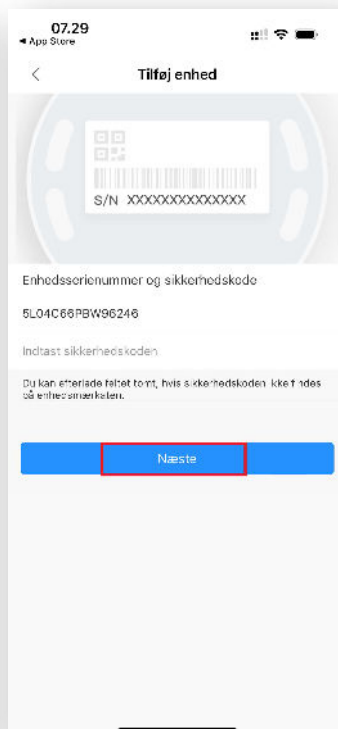 07.29
◀ App Store
Tilføj enhed
S/N XXXXXXXXXXXXXX
Enhedsserienummer og sikkerhedskode
5L04C66PBW96246
Indtast sikkerhedskoden
Du kan efterlade feltet tomt, hvis sikkerhedskoden ikke findes
på enhedsmærkaten.
Næste